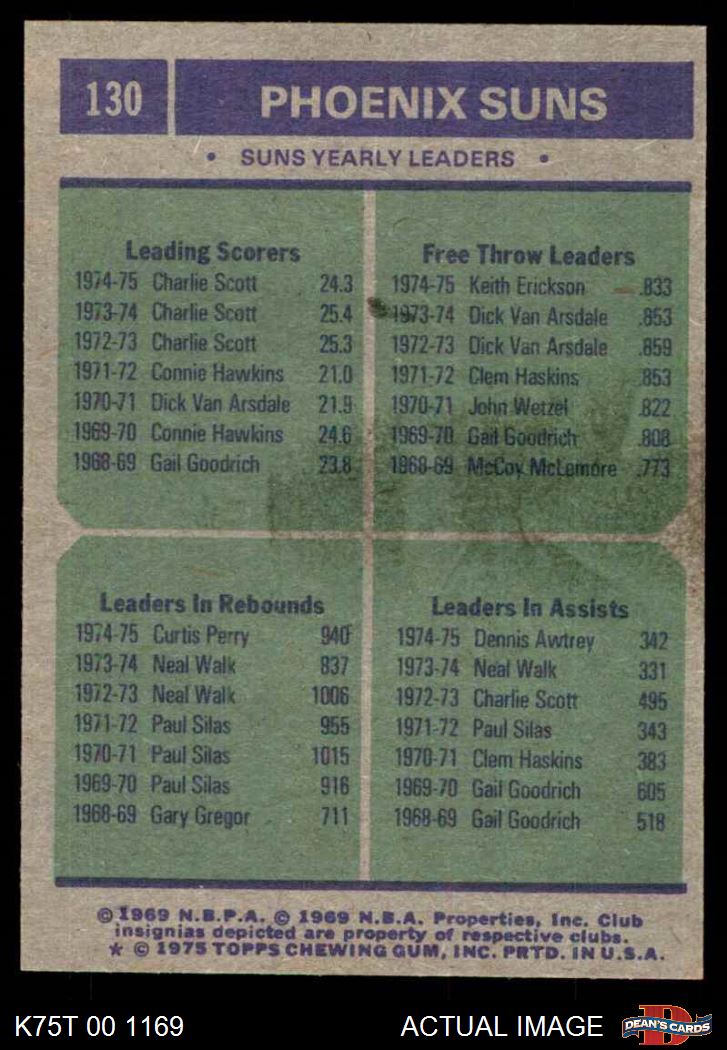 130 PHOENIX SUNS
• SUNS YEARLY LEADERS •
Leading Scorers
1974-75 Charlie Scott 24.3
1973-74 Charlie Scott 25.4
1972-73 Charlie Scott 25.3
1971-72 Connie Hawkins 21.0
1970-71 Dick Van Arsdale 21.9
1969-70 Connie Hawkins 24.6
1968-69 Gail Goodrich 23.8
Free Throw Leaders
1974-75 Keith Erickson .833
1973-74 Dick Van Arsdale .853
1972-73 Dick Van Arsdale .859
1971-72 Clem Haskins .853
1970-71 John Wetzel .822
1969-70 Gail Goodrich .808
1968-69 McCoy McLemore .773
Leaders In Rebounds
1974-75 Curtis Perry 940
1973-74 Neal Walk 837
1972-73 Neal Walk 1006
1971-72 Paul Silas 955
1970-71 Paul Silas 1015
1969-70 Paul Silas 916
1968-69 Gary Gregor 711
Leaders In Assists
1974-75 Dennis Awtrey 342
1973-74 Neal Walk 331
1972-73 Charlie Scott 495
1971-72 Paul Silas 343
1970-71 Clem Haskins 383
1969-70 Gail Goodrich 605
1968-69 Gail Goodrich 518
© 1969 N.B.P.A. © 1969 N.B.A. Properties, Inc. Club
insignias depicted are property of respective clubs.
* © 1975 TOPPS CHEWING GUM, INC. PRTD. IN U.S.A.
K75T 00 1169 ACTUAL IMAGE D DEAN'S CARDS